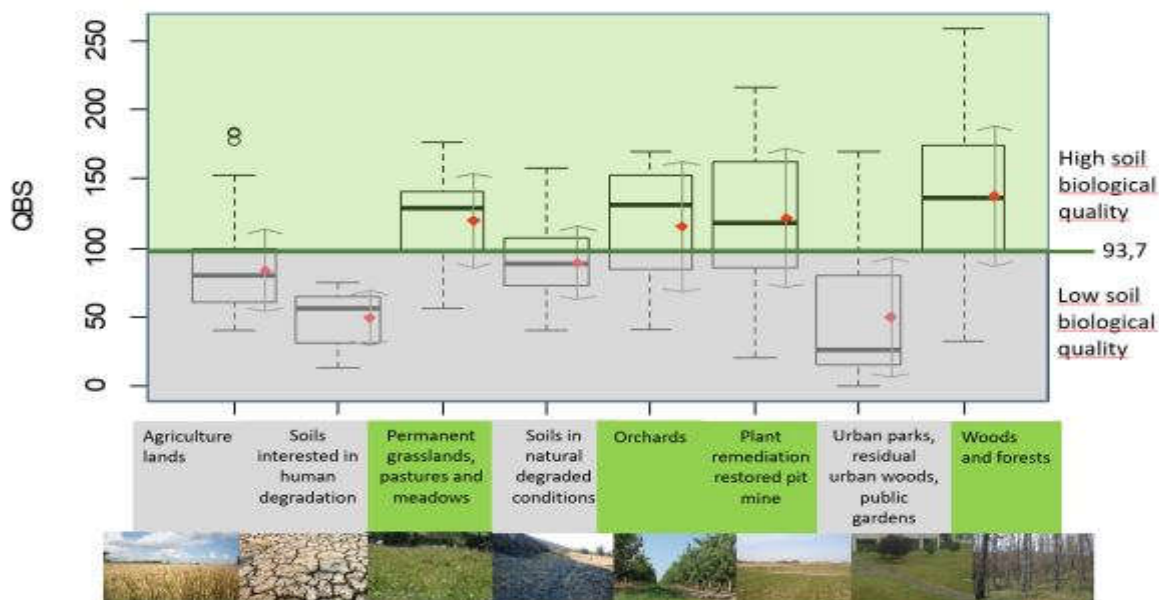 QBS
250
200
150
100
50
0
High soil
biological
quality
93,7
Low soil
biological
quality
Agriculture
lands
Soils
interested in
human
degradation
Permanent
grasslands,
pastures and
meadows
Soils in
natural
degraded
conditions
Orchards
Plant
remediation
restored pit
mine
Urban parks,
residual
urban woods,
public
gardens
Woods
and forests